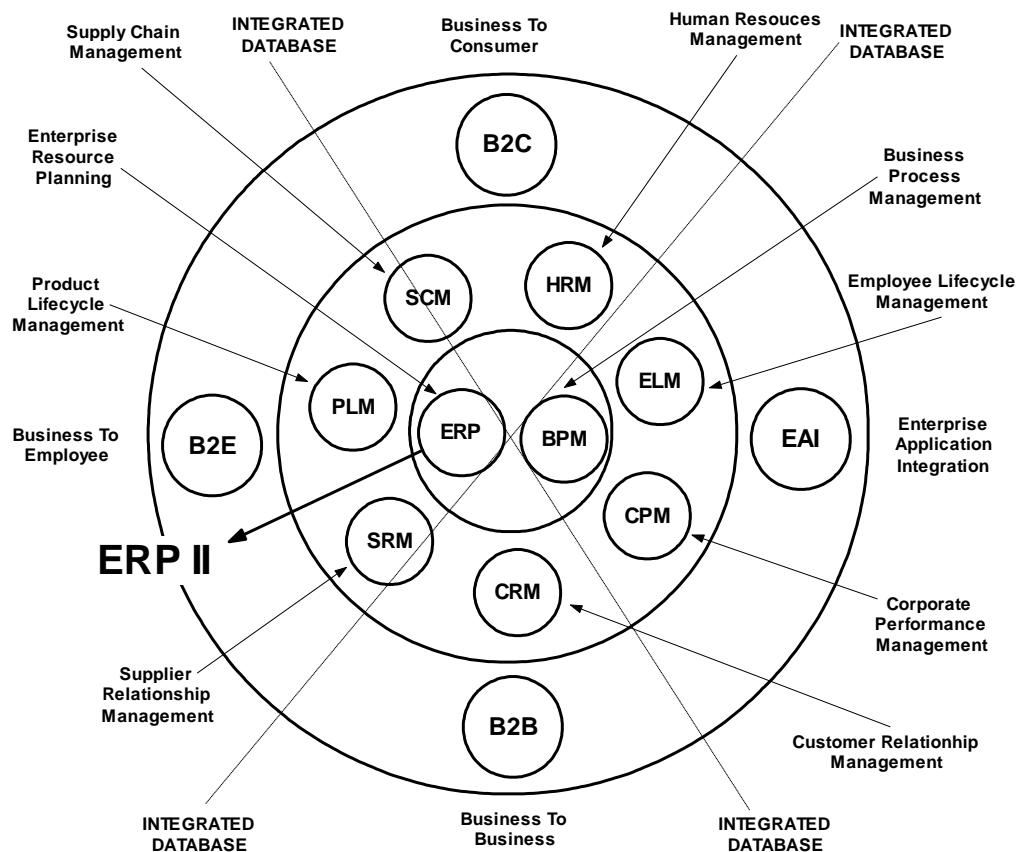 Supply Chain
Management
INTEGRATED
DATABASE
Business To
Consumer
Human Resouces
Management
INTEGRATED
DATABASE
Enterprise
Resource
Planning
B2C
Business
Process
Management
Product
Lifecycle
Management
SCM
HRM
Employee Lifecycle
Management
PLM
ELM
ERP
BPM
Business To
Employee
B2E
EAI
Enterprise
Application
Integration
ERP II
SRM
CPM
CRM
Corporate
Performance
Management
Supplier
Relationship
Management
B2B
Customer Relationhip
Management
INTEGRATED
DATABASE
Business To
Business
INTEGRATED
DATABASE